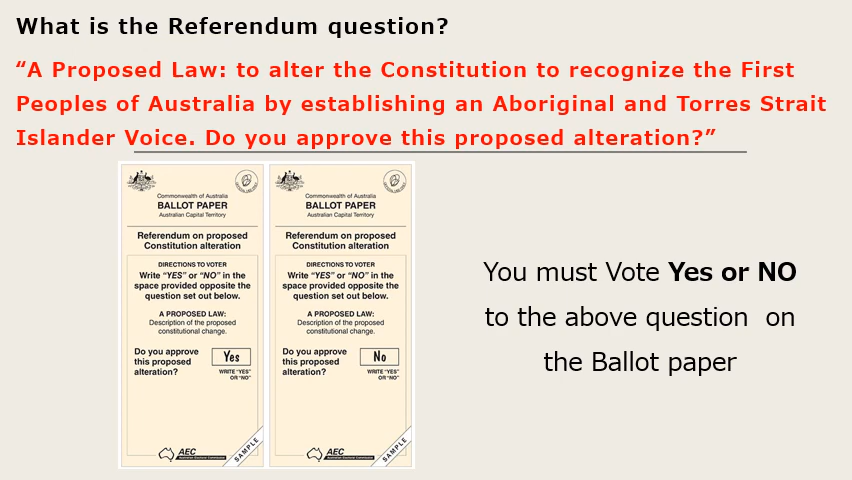 What is the Referendum question?
“A Proposed Law: to alter the Constitution to recognize the First
Peoples of Australia by establishing an Aboriginal and Torres Strait
Islander Voice. Do you approve this proposed alteration?”
Commonwealth of Australia
BALLOT PAPER
Australian Capital Territory
Referendum on proposed
Constitution alteration
DIRECTIONS TO VOTER
Write “YES” or “NO” in the
space provided opposite the
question set out below.
A PROPOSED LAW:
Description of the proposed
constitutional change.
Do you approve
this proposed
alteration?
Yes
WRITE “YES”
OR “NO”
AEC
Australian Electoral Commission
SAMPLE
Commonwealth of Australia
BALLOT PAPER
Australian Capital Territory
Referendum on proposed
Constitution alteration
DIRECTIONS TO VOTER
Write “YES” or “NO” in the
space provided opposite the
question set out below.
A PROPOSED LAW:
Description of the proposed
constitutional change.
Do you approve
this proposed
alteration?
No
WRITE “YES”
OR “NO”
AEC
Australian Electoral Commission
SAMPLE
You must Vote Yes or NO
to the above question on
the Ballot paper